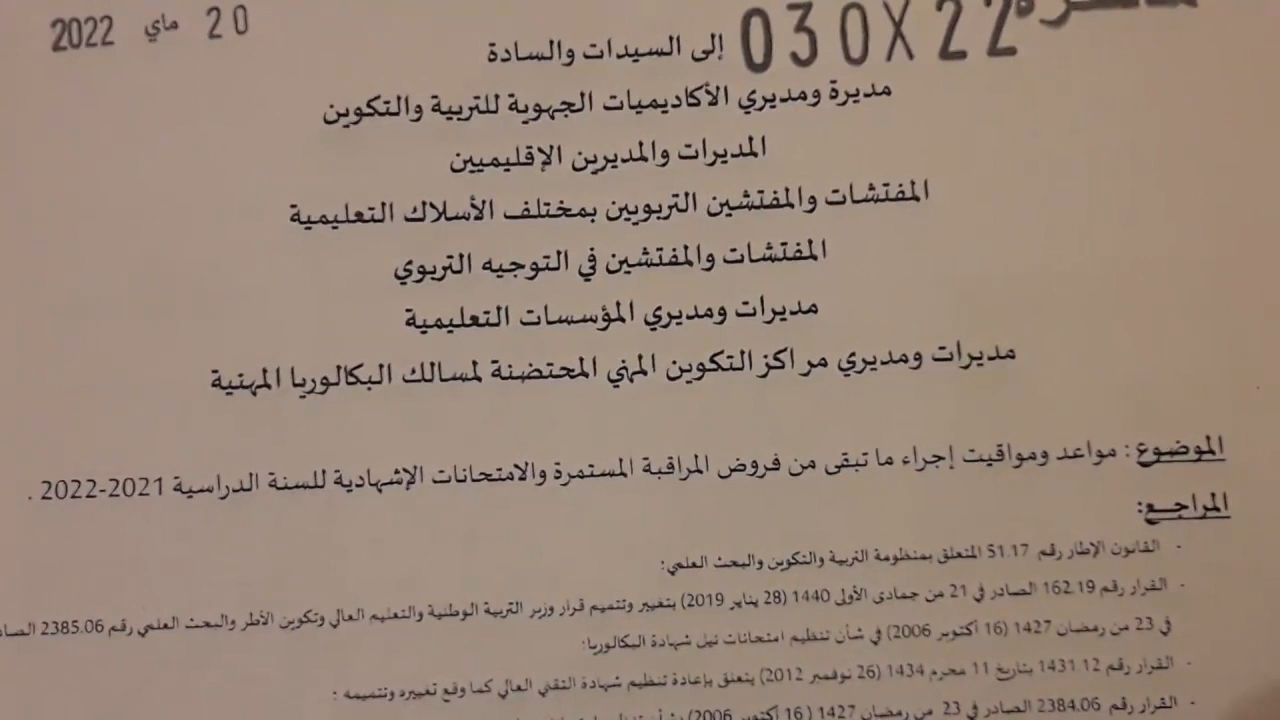 20 ماي 2022
030X22
إلى السيدات والسادة
مديرة ومديري الأكاديميات الجهوية للتربية والتكوين
المديرات والمديرين الإقليميين
المفتشات والمفتشين التربويين بمختلف الأسلاك التعليمية
المفتشات والمفتشين في التوجيه التربوي
مديرات ومديري المؤسسات التعليمية
مديرات ومديري مراكز التكوين المهني المحتضنة لمسالك البكالوريا المهنية
الموضوع : مواعد ومواقيت إجراء ما تبقى من فروض المراقبة المستمرة والامتحانات الإشهادية للسنة الدراسية 2021-2022 .
المراجـــع:
- القانون الإطار رقم 51.17 المتعلق بمنظومة التربية والتكوين والبحث العلمي؛
- القرار رقم 162.19 الصادر في 21 من جمادى الأولى 1440 (28 يناير 2019) بتغيير وتتميم قرار وزير التربية الوطنية والتعليم العالي وتكوين الأطر والبحث العلمي رقم 2385.06
في 23 من رمضان 1427 (16 أكتوبر 2006) في شأن تنظيم امتحانات نيل شهادة البكالوريا؛
- القرار رقم 1431.12 بتاريخ 11 محرم 1434 (26 نوفمبر 2012) يتعلق بإعادة تنظيم شهادة التقني العالي كما وقع تغييره وتتميمه ؛
- القرار رقم 2384.06 الصادر في 23 من رمضان 1427 (16 أكتوبر 2006)